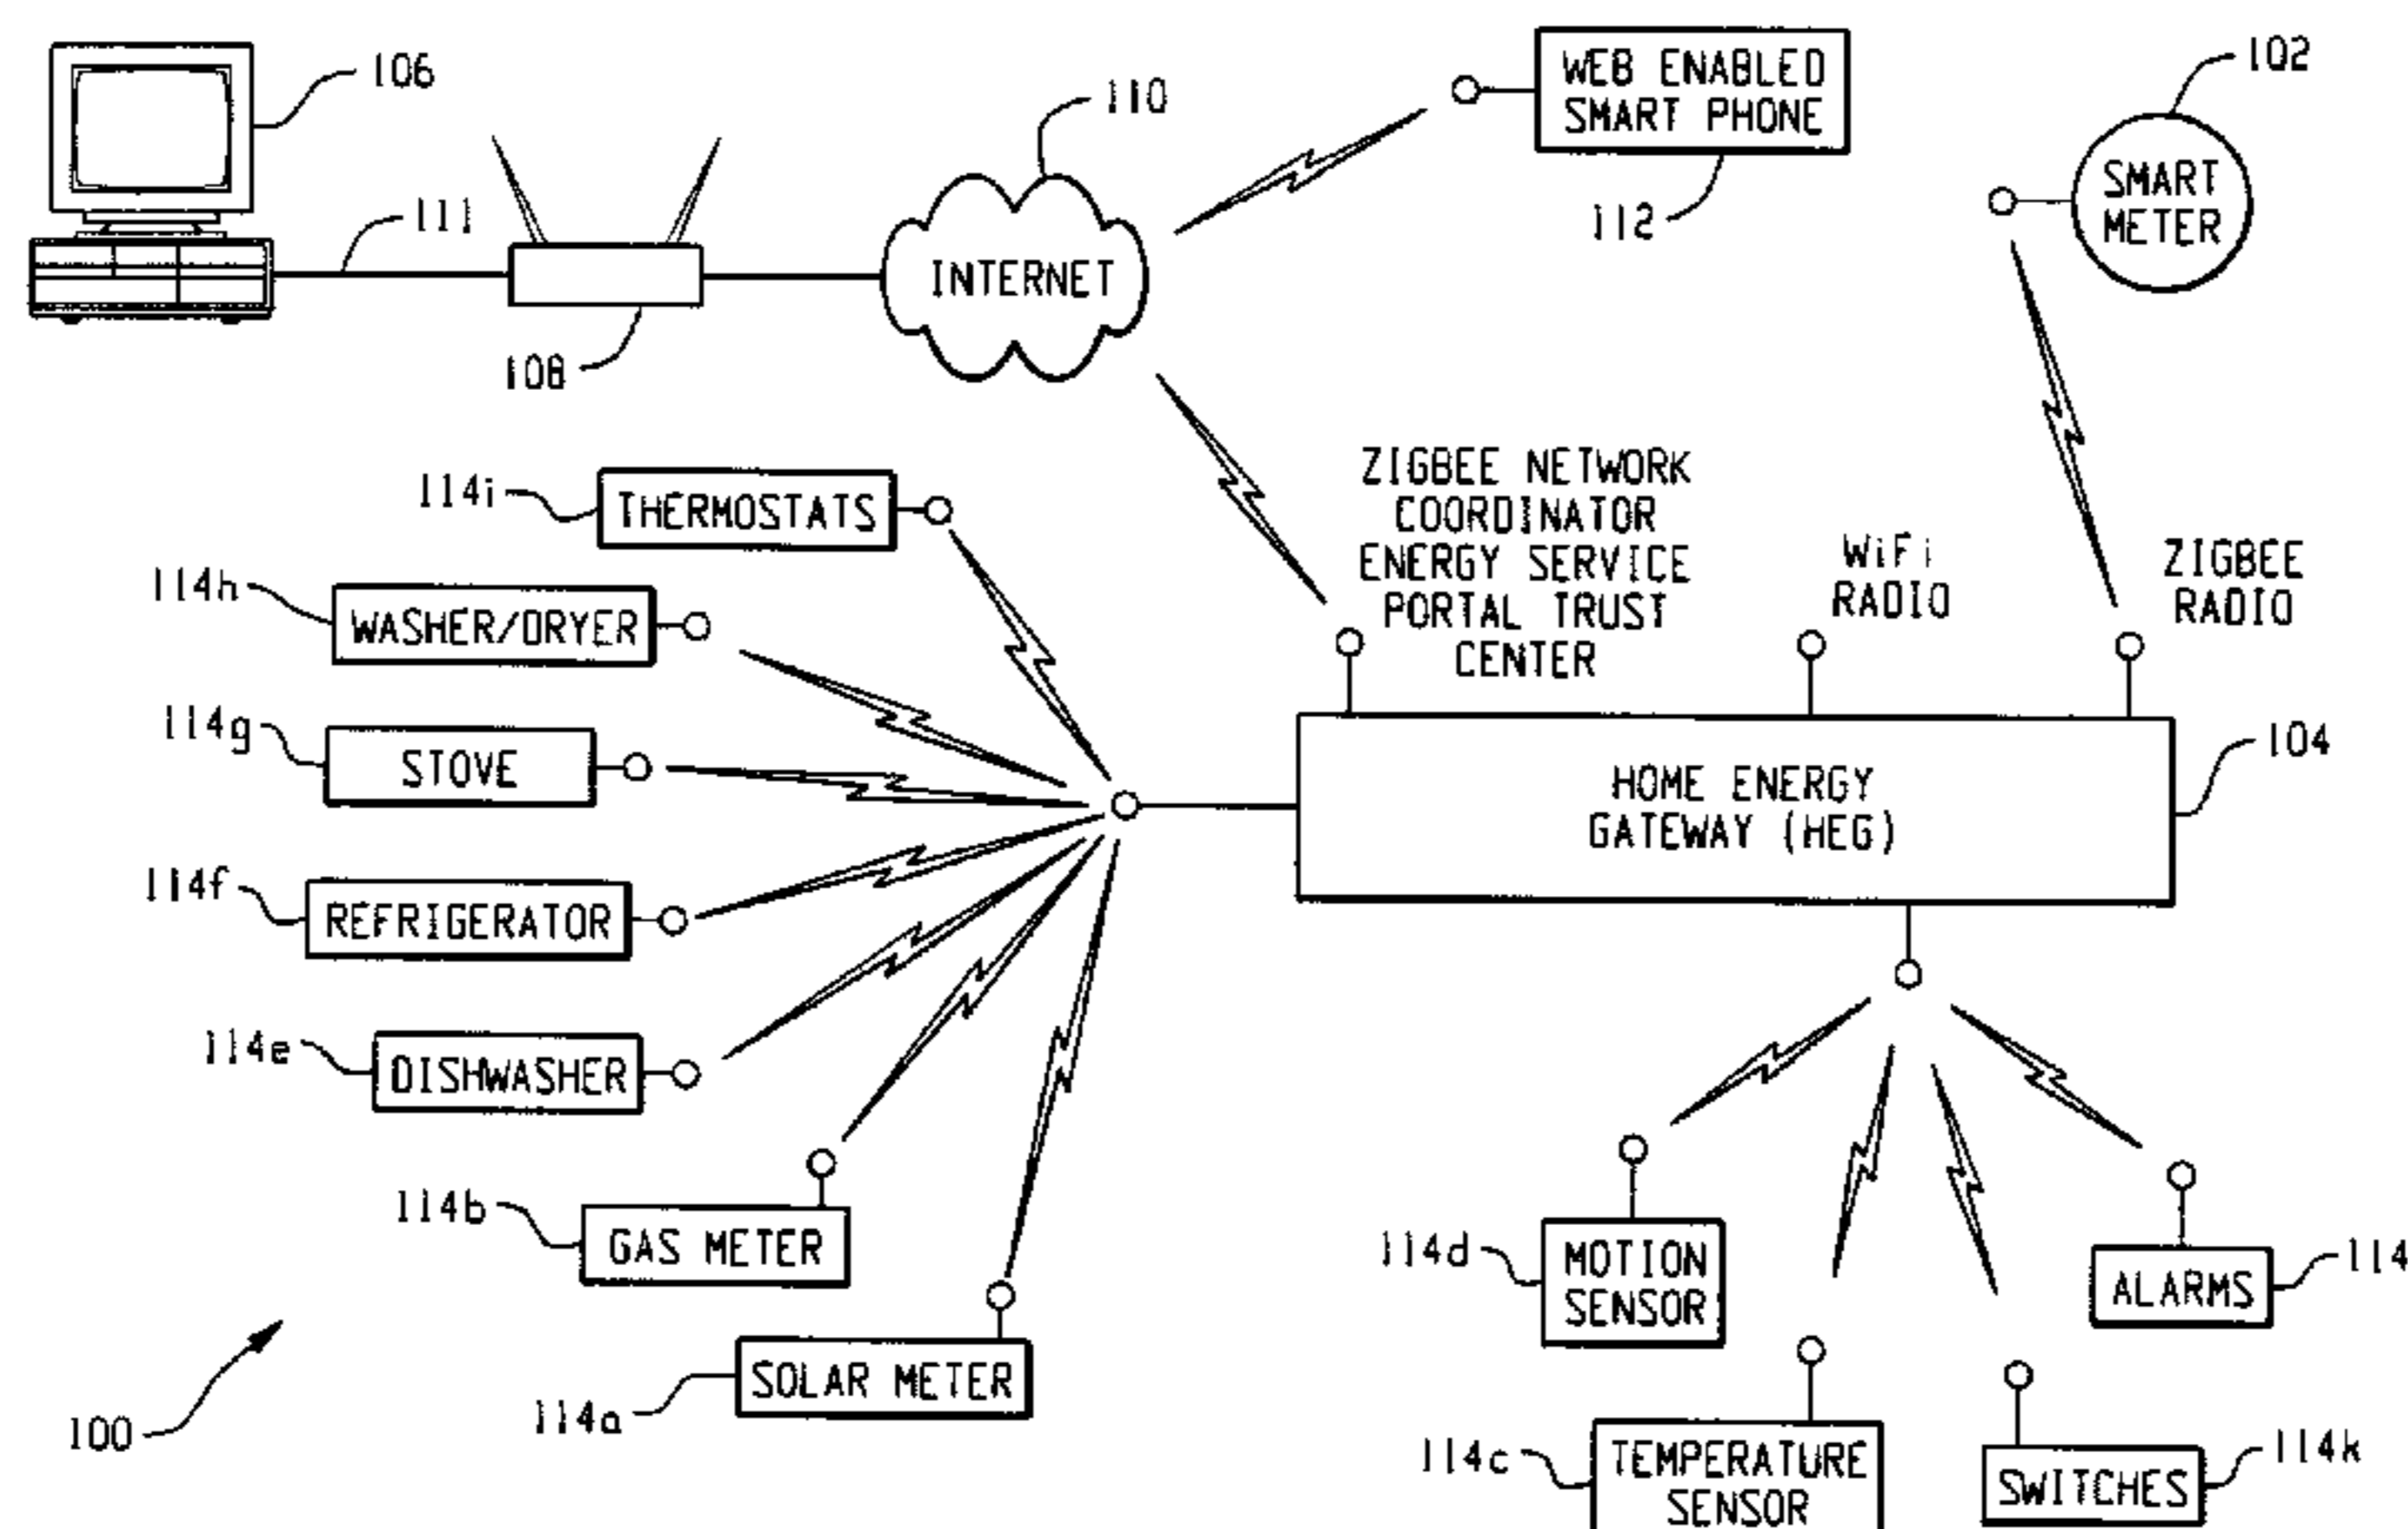 106
110
WEB ENABLED
SMART PHONE
102
SMART
METER
111
112
INTERNET
108
ZIGBEE NETWORK
COORDINATOR
ENERGY SERVICE
PORTAL TRUST
CENTER
WiFi
RADIO
ZIGBEE
RADIO
114i
THERMOSTATS
114h
WASHER/DRYER
114g
STOVE
104
HOME ENERGY
GATEWAY (HEG)
114f
REFRIGERATOR
114e
DISHWASHER
114b
GAS METER
114d
MOTION
SENSOR
114
ALARMS
114a
SOLAR METER
100
114c
TEMPERATURE
SENSOR
114k
SWITCHES